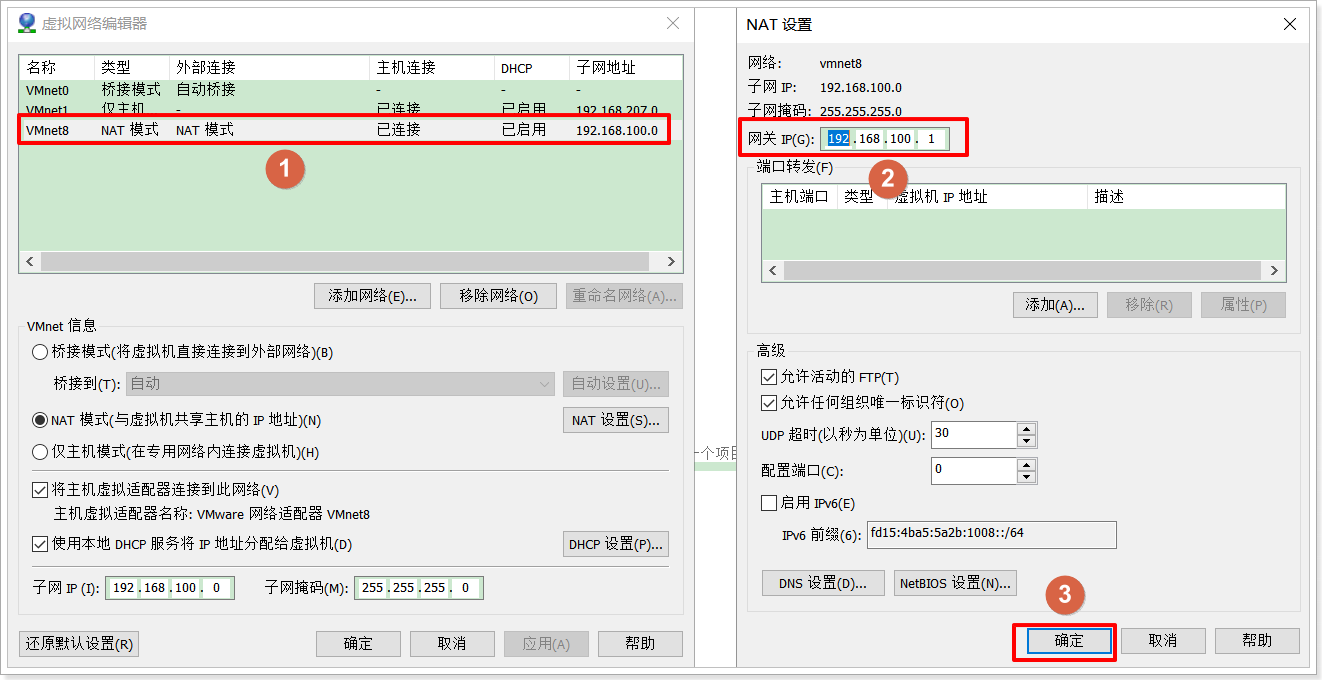 虚拟网络编辑器
名称 类型 外部连接 主机连接 DHCP 子网地址
VMnet0 桥接模式 自动桥接 - - -
VMnet1 仅主机... - 已连接 已启用 192.168.207.0
VMnet8 NAT 模式 NAT 模式 已连接 已启用 192.168.100.0
1
添加网络(E)... 移除网络(O) 重命名网络(A)...
VMnet 信息
桥接模式(将虚拟机直接连接到外部网络)(B)
桥接到(T): 自动 自动设置(U)...
NAT 模式(与虚拟机共享主机的 IP 地址)(N) NAT 设置(S)...
仅主机模式(在专用网络内连接虚拟机)(H)
将主机虚拟适配器连接到此网络(V)
主机虚拟适配器名称: VMware 网络适配器 VMnet8
使用本地 DHCP 服务将 IP 地址分配给虚拟机(D) DHCP 设置(P)...
子网 IP (I): 192.168.100. 0 子网掩码(M): 255.255.255. 0
还原默认设置(R) 确定 取消 应用(A) 帮助
一个项目
NAT 设置
网络: vmnet8
子网 IP: 192.168.100.0
子网掩码: 255.255.255.0
网关 IP(G): 192.168.100. 1
2
端口转发(F)
主机端口 类型 虚拟机 IP 地址 描述
添加(A)... 移除(R) 属性(P)
高级
允许活动的 FTP(T)
允许任何组织唯一标识符(O)
UDP 超时(以秒为单位)(U): 30
配置端口(C): 0
启用 IPv6(E)
IPv6 前缀(6): fd15:4ba5:5a2b:1008::/64
DNS 设置(D)... NetBIOS 设置(N)...
3
确定 取消 帮助